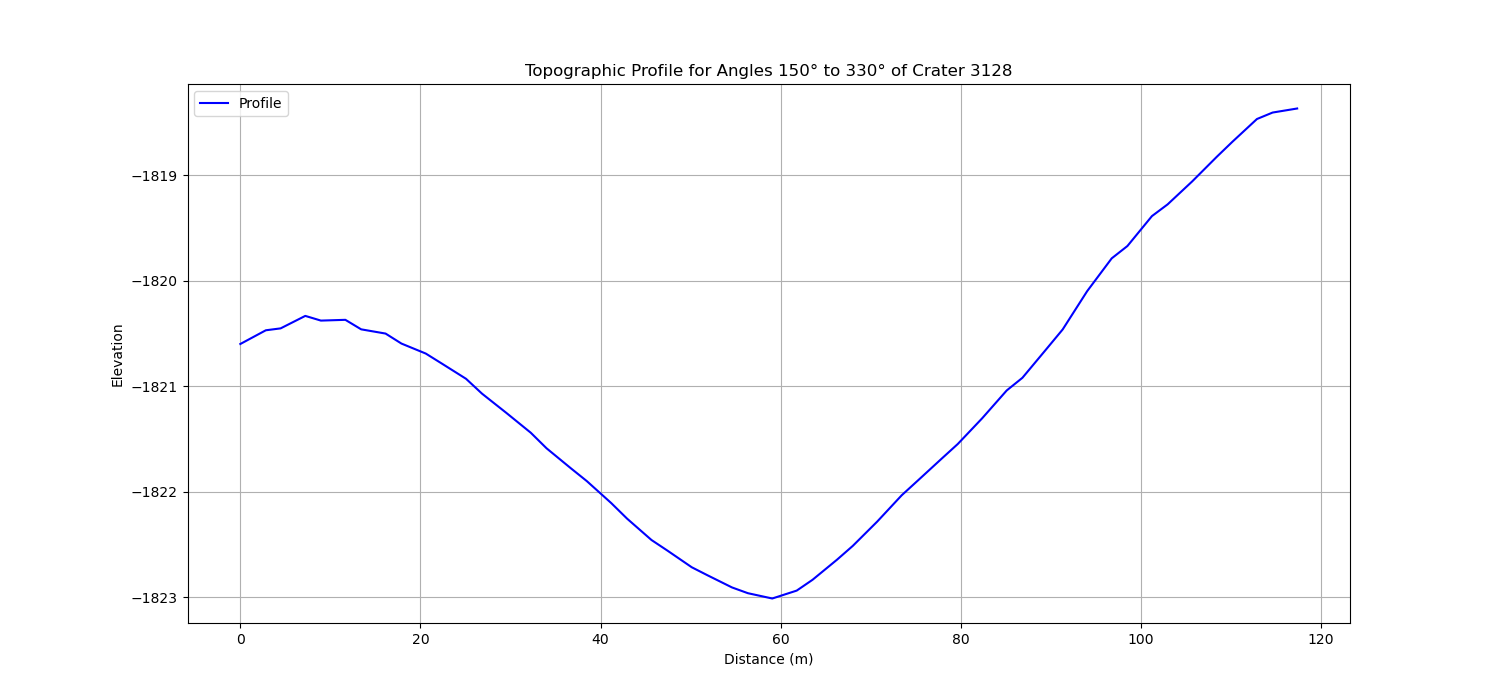 Topographic Profile for Angles 150° to 330° of Crater 3128
Profile
−1819
−1820
−1821
−1822
−1823
Elevation
0 20 40 60 80 100 120
Distance (m)